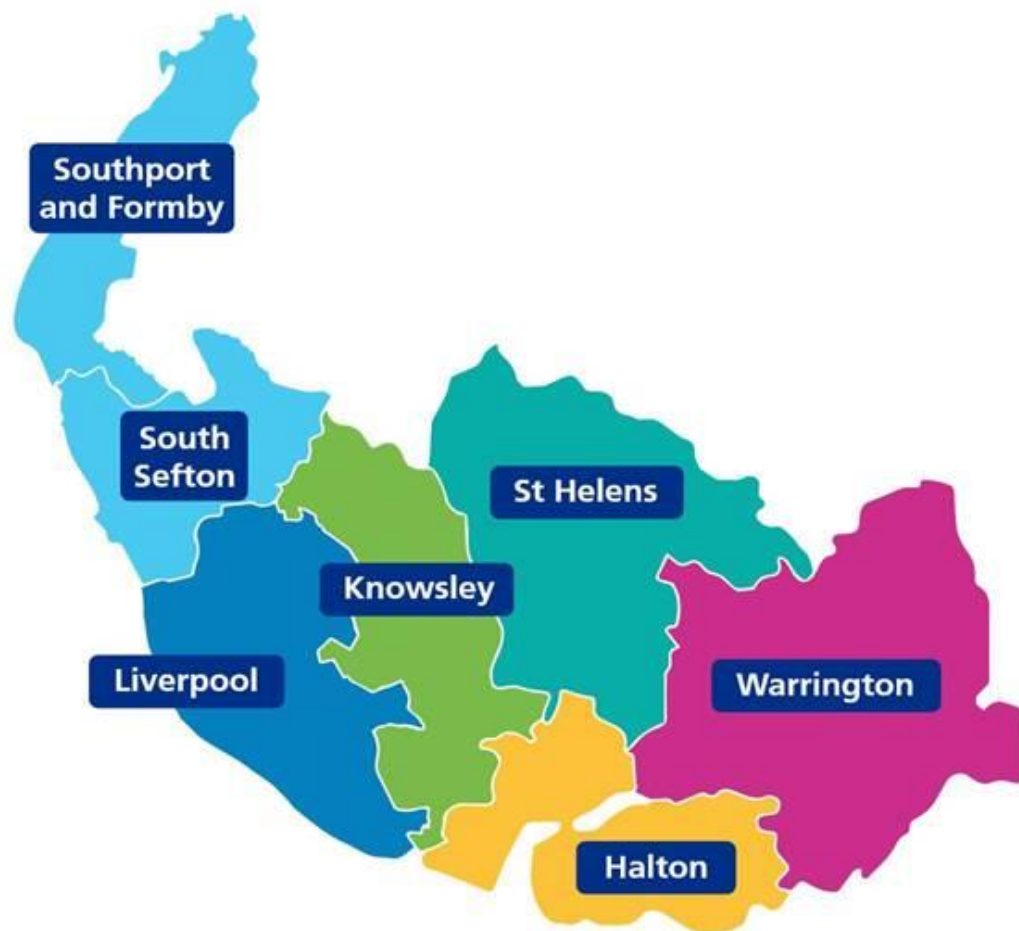 Southport
and Formby
South
Sefton
St Helens
Knowsley
Liverpool
Warrington
Halton